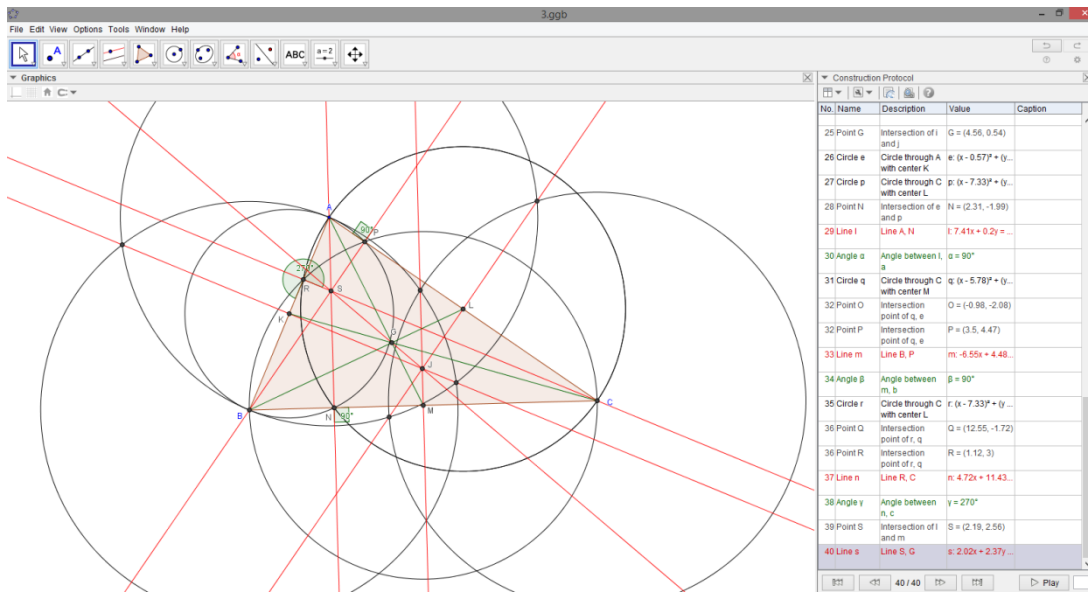 3.ggb
File Edit View Options Tools Window Help
A
ABC
a=2
Graphics
Construction Protocol
No. Name Description Value Caption
25 Point G Intersection of i G = (4.56, 0.54)
and j
26 Circle e Circle through A e: (x - 0.57)² + (y...
with center K
27 Circle p Circle through C p: (x - 7.33)² + (y...
with center L
28 Point N Intersection of e N = (2.31, -1.99)
and p
29 Line l Line A, N l: 7.41x + 0.2y = ...
30 Angle α Angle between l, α = 90°
a
31 Circle q Circle through C q: (x - 5.78)² + (y...
with center M
32 Point O Intersection O = (-0.98, -2.08)
point of q, e
32 Point P Intersection P = (3.5, 4.47)
point of q, e
33 Line m Line B, P m: -6.55x + 4.48...
34 Angle β Angle between β = 90°
m, b
35 Circle r Circle through C r: (x - 7.33)² + (y ...
with center L
36 Point Q Intersection Q = (12.55, -1.72)
point of r, q
36 Point R Intersection R = (1.12, 3)
point of r, q
37 Line n Line R, C n: 4.72x + 11.43...
38 Angle γ Angle between γ = 270°
n, c
39 Point S Intersection of l S = (2.19, 2.56)
and m
40 Line s Line S, G s: 2.02x + 2.37y ...
40 / 40
Play
A
90°
P
R
S
K
L
G
J
B
N
90°
M
C